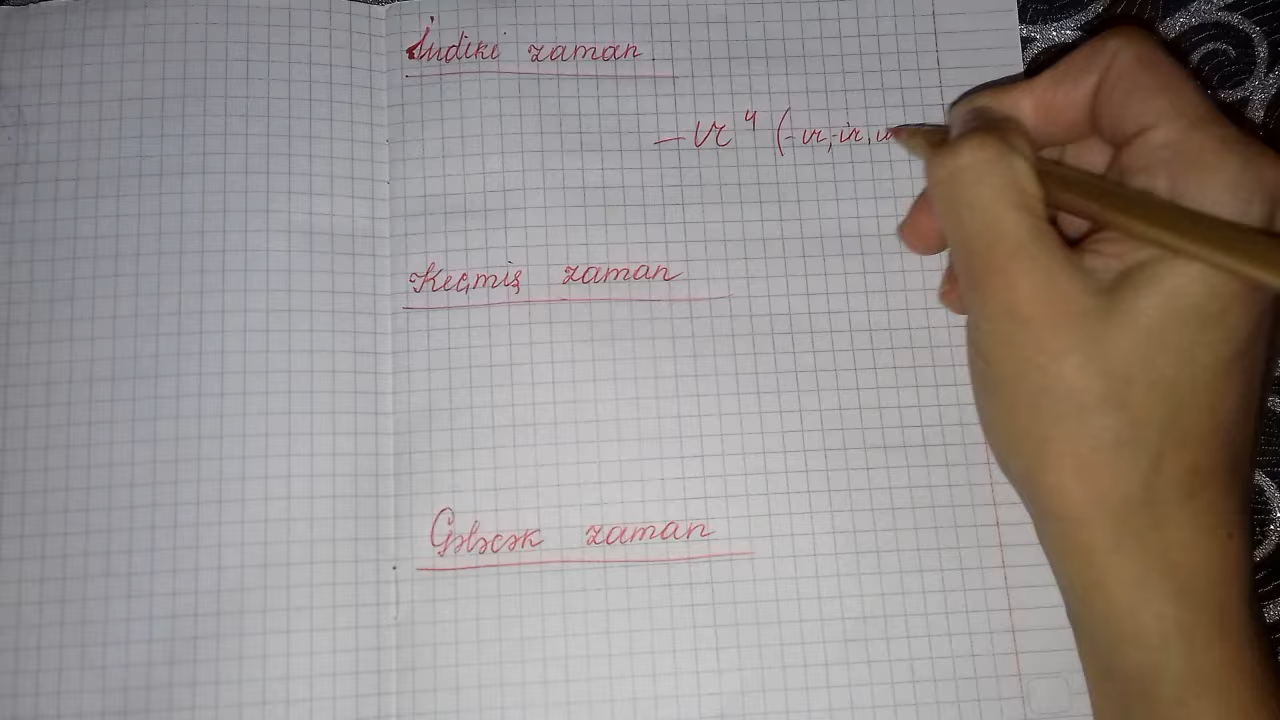 İndiki zaman
-ır⁴ (-ır, -ir,
Keçmiş zaman
Gələcək zaman